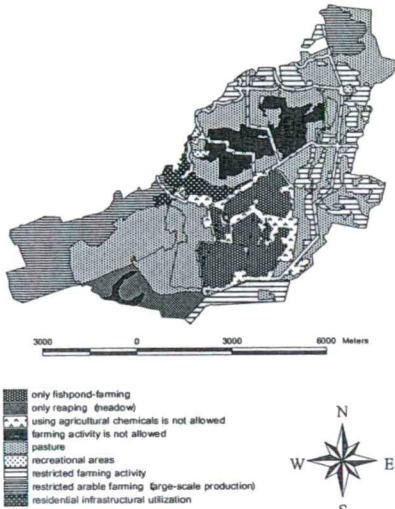 3000 0 3000 6000 Meters
only fishpond-farming
only reaping (meadow)
using agricultural chemicals is not allowed
farming activity is not allowed
pasture
recreational areas
restricted farming activity
restricted arable farming (large-scale production)
residential infrastructural utilization
N
W E
S